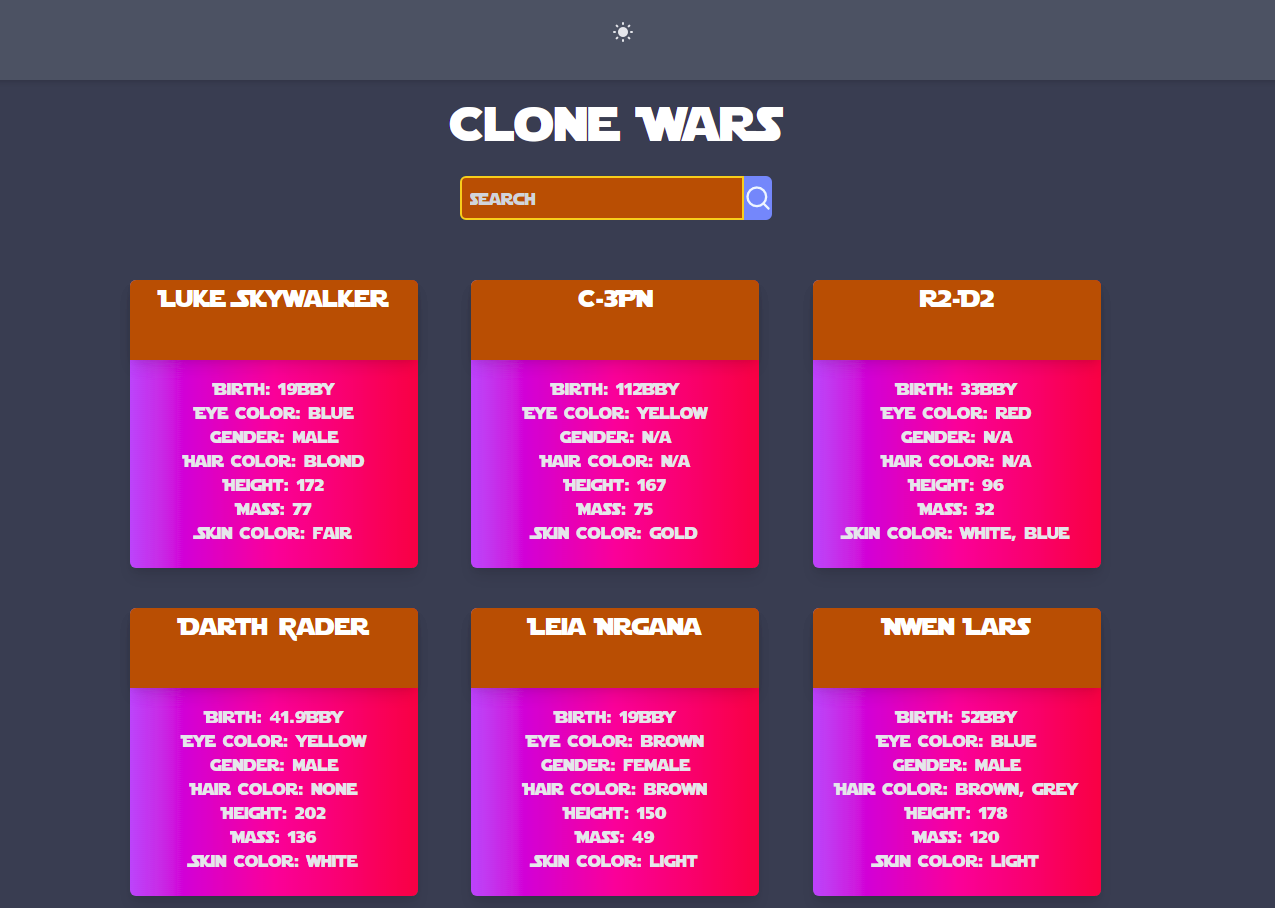 Clone Wars
Search
Luke Skywalker
C-3PN
R2-D2
Birth: 19BBY
Eye color: blue
Gender: male
Hair color: blond
Height: 172
Mass: 77
Skin color: fair
Birth: 112BBY
Eye color: yellow
Gender: n/a
Hair color: n/a
Height: 167
Mass: 75
Skin color: gold
Birth: 33BBY
Eye color: red
Gender: n/a
Hair color: n/a
Height: 96
Mass: 32
Skin color: white, blue
Darth Rader
Leia Nrgana
Nwen Lars
Birth: 41.9BBY
Eye color: yellow
Gender: male
Hair color: none
Height: 202
Mass: 136
Skin color: white
Birth: 19BBY
Eye color: brown
Gender: female
Hair color: brown
Height: 150
Mass: 49
Skin color: light
Birth: 52BBY
Eye color: blue
Gender: male
Hair color: brown, grey
Height: 178
Mass: 120
Skin color: light